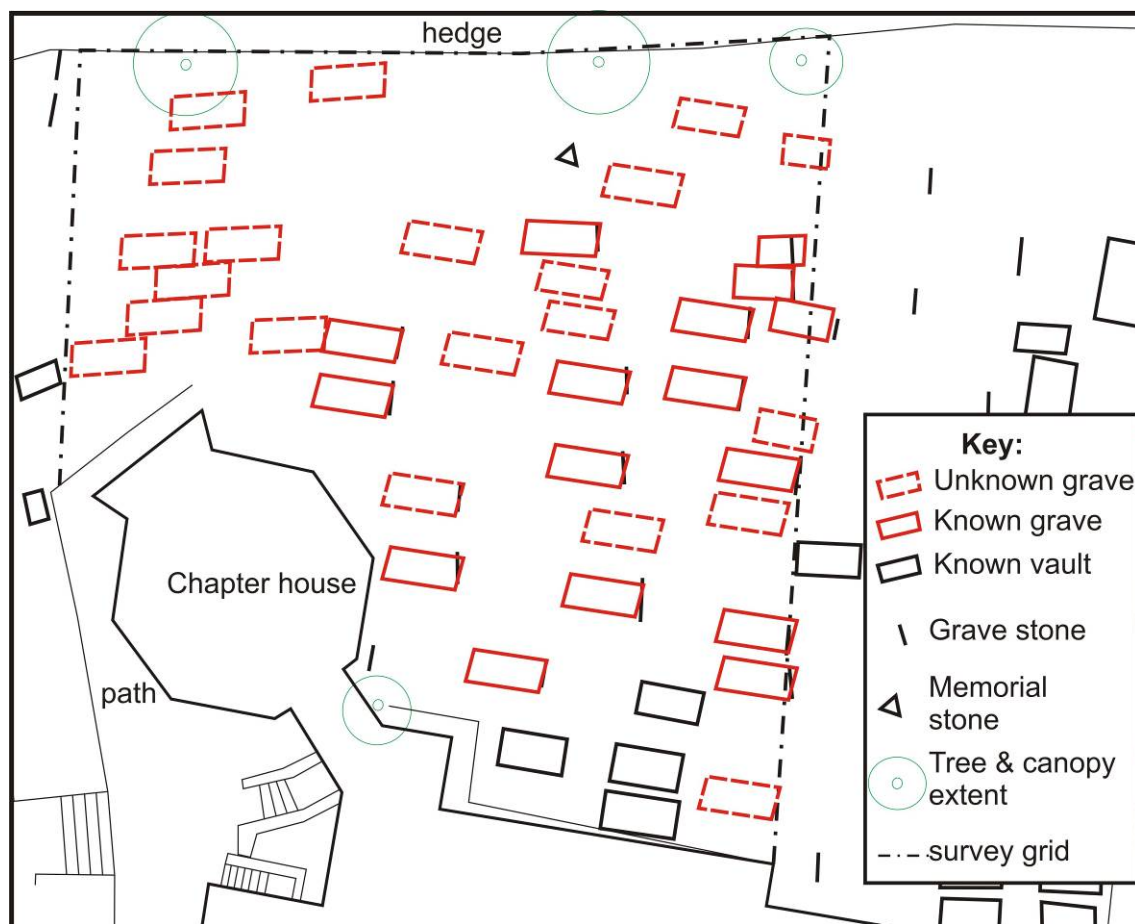 hedge
Chapter house
path
Key:
Unknown grave
Known grave
Known vault
Grave stone
Memorial
stone
Tree & canopy
extent
survey grid